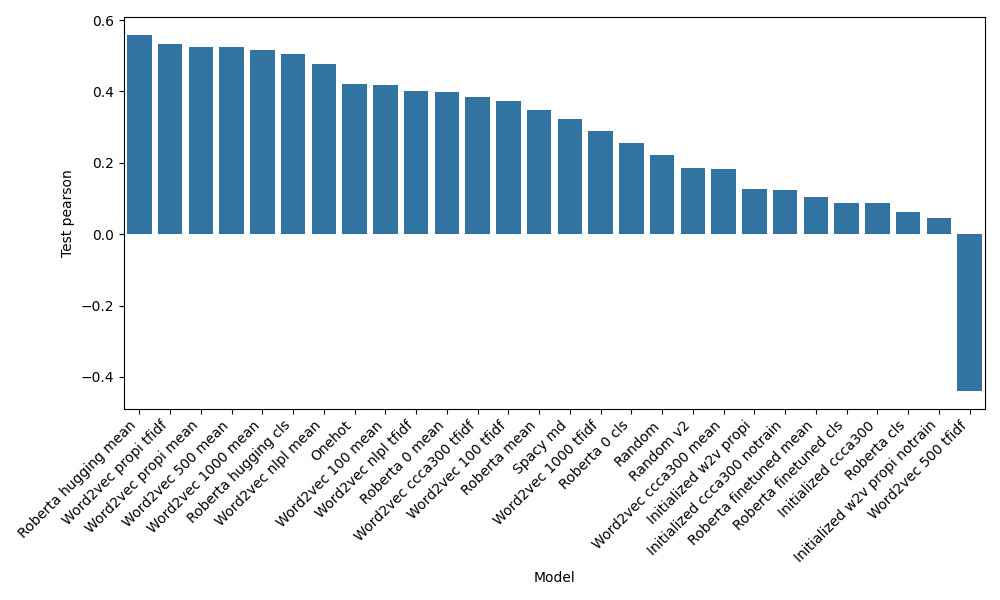 0.6
0.4
0.2
0.0
−0.2
−0.4
Test pearson
Roberta hugging mean
Word2vec propi tfidf
Word2vec propi mean
Word2vec 500 mean
Word2vec 1000 mean
Roberta hugging cls
Word2vec nlpl mean
Onehot
Word2vec 100 mean
Word2vec nlpl tfidf
Roberta 0 mean
Word2vec ccca300 tfidf
Word2vec 100 tfidf
Roberta mean
Spacy md
Word2vec 1000 tfidf
Roberta 0 cls
Random
Random v2
Word2vec ccca300 mean
Initialized w2v propi
Initialized ccca300 notrain
Roberta finetuned mean
Roberta finetuned cls
Initialized ccca300
Roberta cls
Initialized w2v propi notrain
Word2vec 500 tfidf
Model